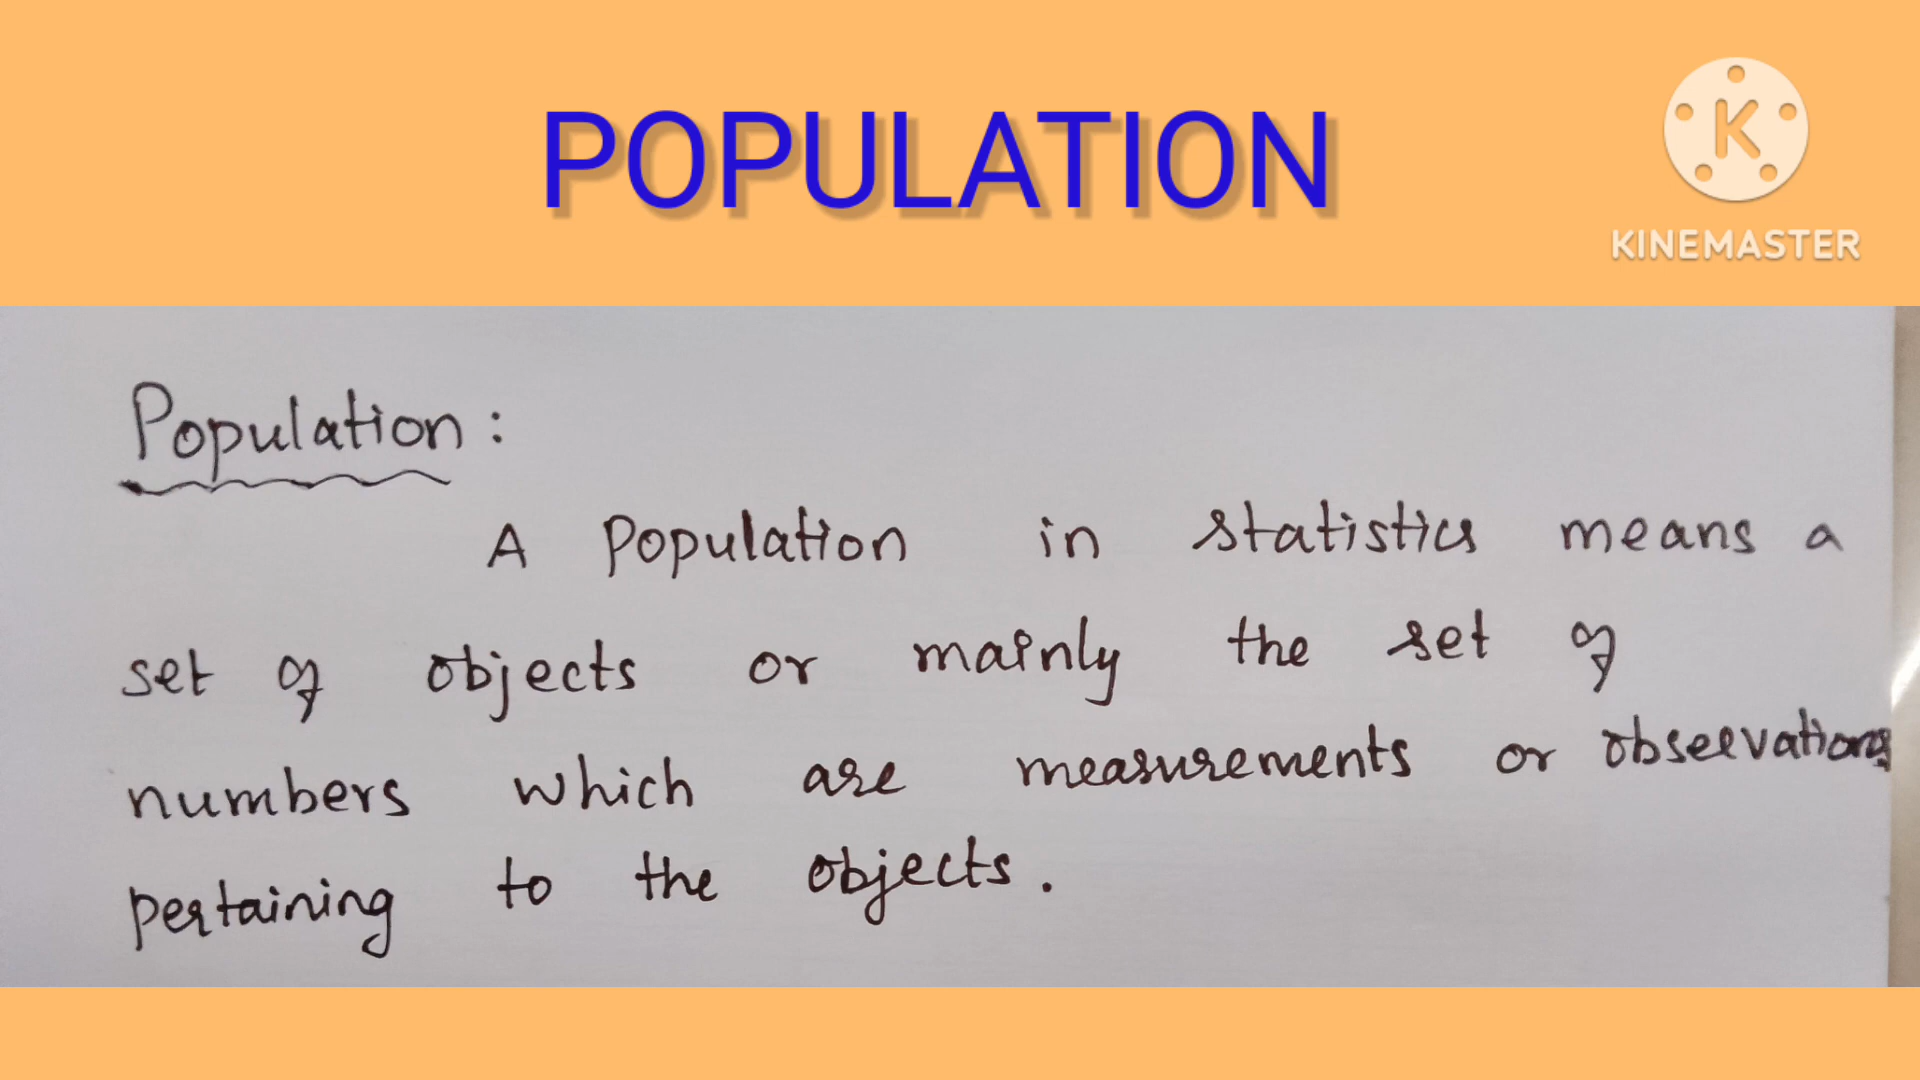 POPULATION
K
KINEMASTER
Population :
A Population in statistics means a
set of objects or mainly the set of
numbers which are measurements or observations
pertaining to the objects.